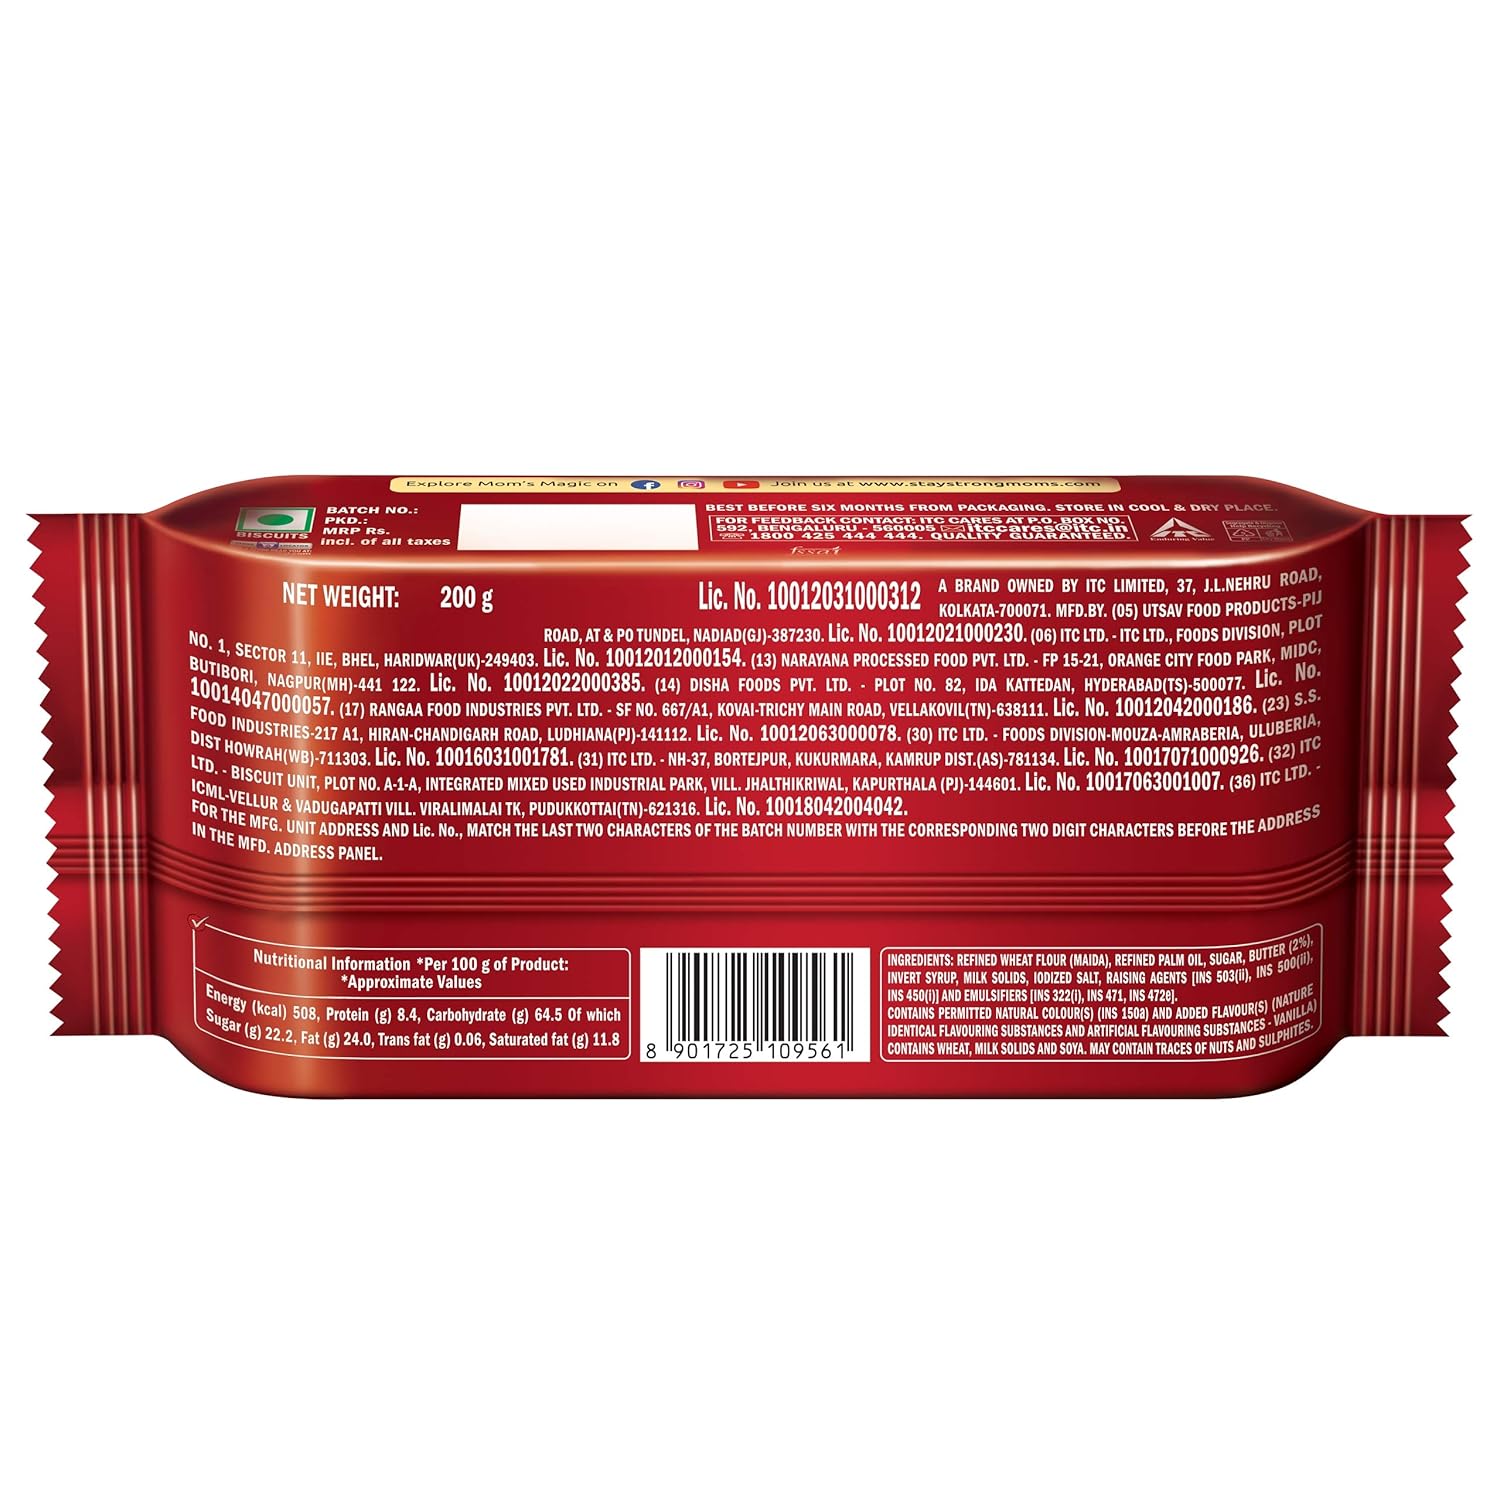 Explore Mom's Magic on Join us at www.staystrongmoms.com
BISCUITS
BATCH NO.:
PKD.:
MRP Rs.
incl. of all taxes
BEST BEFORE SIX MONTHS FROM PACKAGING. STORE IN COOL & DRY PLACE.
FOR FEEDBACK CONTACT: ITC CARES AT P.O. BOX NO.
592, BENGALURU - 560005 itccares@itc.in
1800 425 444 444. QUALITY GUARANTEED.
Enduring Value
fssai
NET WEIGHT: 200 g
Lic. No. 10012031000312 A BRAND OWNED BY ITC LIMITED, 37, J.L.NEHRU ROAD,
KOLKATA-700071. MFD.BY. (05) UTSAV FOOD PRODUCTS-PIJ
ROAD, AT & PO TUNDEL, NADIAD(GJ)-387230. Lic. No. 10012021000230. (06) ITC LTD. - ITC LTD., FOODS DIVISION, PLOT
NO. 1, SECTOR 11, IIE, BHEL, HARIDWAR(UK)-249403. Lic. No. 10012012000154. (13) NARAYANA PROCESSED FOOD PVT. LTD. - FP 15-21, ORANGE CITY FOOD PARK, MIDC,
BUTIBORI, NAGPUR(MH)-441 122. Lic. No. 10012022000385. (14) DISHA FOODS PVT. LTD. - PLOT NO. 82, IDA KATTEDAN, HYDERABAD(TS)-500077. Lic. No.
10014047000057. (17) RANGAA FOOD INDUSTRIES PVT. LTD. - SF NO. 667/A1, KOVAI-TRICHY MAIN ROAD, VELLAKOVIL(TN)-638111. Lic. No. 10012042000186. (23) S.S.
FOOD INDUSTRIES-217 A1, HIRAN-CHANDIGARH ROAD, LUDHIANA(PJ)-141112. Lic. No. 10012063000078. (30) ITC LTD. - FOODS DIVISION-MOUZA-AMRABERIA, ULUBERIA,
DIST HOWRAH(WB)-711303. Lic. No. 10016031001781. (31) ITC LTD. - NH-37, BORTEJPUR, KUKURMARA, KAMRUP DIST.(AS)-781134. Lic. No. 10017071000926. (32) ITC
LTD. - BISCUIT UNIT, PLOT NO. A-1-A, INTEGRATED MIXED USED INDUSTRIAL PARK, VILL. JHALTHIKRIWAL, KAPURTHALA (PJ)-144601. Lic. No. 10017063001007. (36) ITC LTD. -
ICML-VELLUR & VADUGAPATTI VILL. VIRALIMALAI TK, PUDUKKOTTAI(TN)-621316. Lic. No. 10018042004042.
FOR THE MFG. UNIT ADDRESS AND Lic. No., MATCH THE LAST TWO CHARACTERS OF THE BATCH NUMBER WITH THE CORRESPONDING TWO DIGIT CHARACTERS BEFORE THE ADDRESS
IN THE MFD. ADDRESS PANEL.
Nutritional Information *Per 100 g of Product:
*Approximate Values
Energy (kcal) 508, Protein (g) 8.4, Carbohydrate (g) 64.5 Of which
Sugar (g) 22.2, Fat (g) 24.0, Trans fat (g) 0.06, Saturated fat (g) 11.8
8 901725 109561
INGREDIENTS: REFINED WHEAT FLOUR (MAIDA), REFINED PALM OIL, SUGAR, BUTTER (2%),
INVERT SYRUP, MILK SOLIDS, IODIZED SALT, RAISING AGENTS [INS 503(ii), INS 500(ii),
INS 450(i)] AND EMULSIFIERS [INS 322(i), INS 471, INS 472e].
CONTAINS PERMITTED NATURAL COLOUR(S) (INS 150a) AND ADDED FLAVOUR(S) (NATURE
IDENTICAL FLAVOURING SUBSTANCES AND ARTIFICIAL FLAVOURING SUBSTANCES - VANILLA)
CONTAINS WHEAT, MILK SOLIDS AND SOYA. MAY CONTAIN TRACES OF NUTS AND SULPHITES.